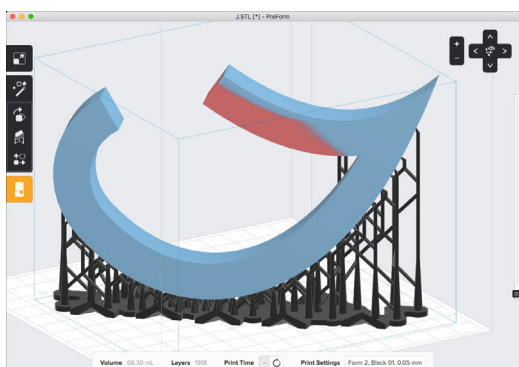 J.STL [*] - PreForm
Volume 66.30 mL Layers 1918 Print Time -- Print Settings Form 2, Black 01, 0.05 mm